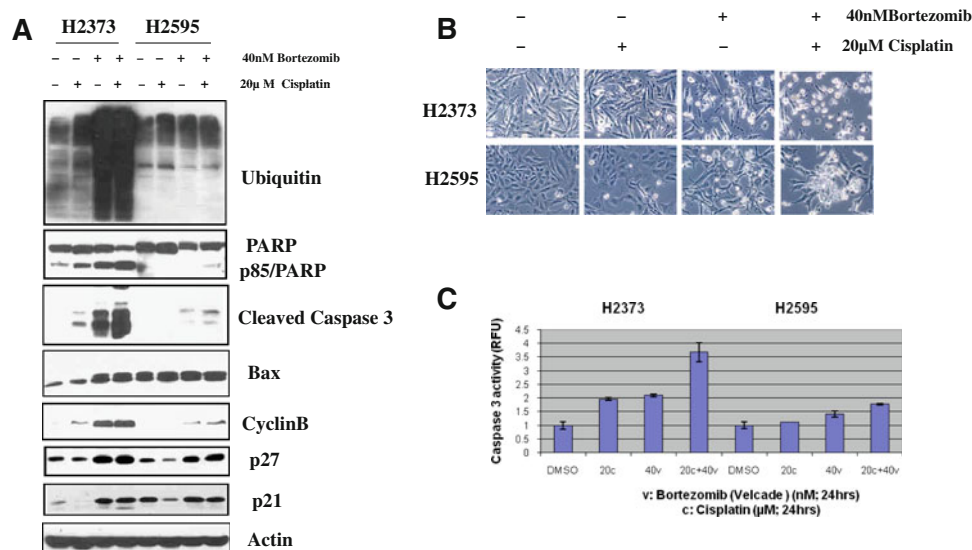 A
H2373 H2595
– – + + – – + + 40nM Bortezomib
– + – + – + – + 20μ M Cisplatin
Ubiquitin
PARP
p85/PARP
Cleaved Caspase 3
Bax
CyclinB
p27
p21
Actin
B
– – + + 40nMBortezomib
– + – + 20μM Cisplatin
H2373
H2595
C
H2373 H2595
Caspase 3 activity (RFU)
4.5
4
3.5
3
2.5
2
1.5
1
0.5
0
DMSO 20c 40v 20c+40v DMSO 20c 40v 20c+40v
v: Bortezomib (Velcade ) (nM; 24hrs)
c: Cisplatin (μM; 24hrs)